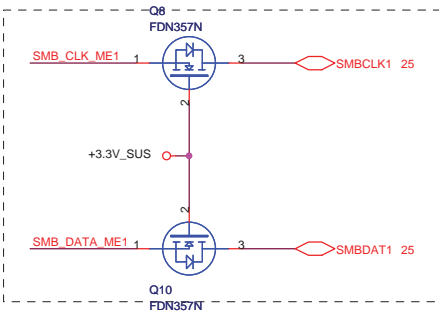 Q8
FDN357N
SMB_CLK_ME1
1
3
SMBCLK1 25
2
+3.3V_SUS
2
SMB_DATA_ME1
1
3
SMBDAT1 25
Q10
FDN357N